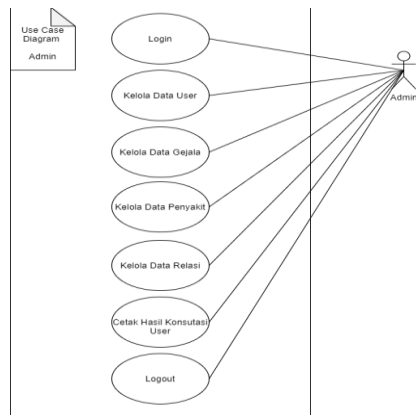 Use Case
Diagram
Admin
Login
Admin
Kelola Data User
Kelola Data Gejala
Kelola Data Penyakit
Kelola Data Relasi
Cetak Hasil Konsutasi
User
Logout